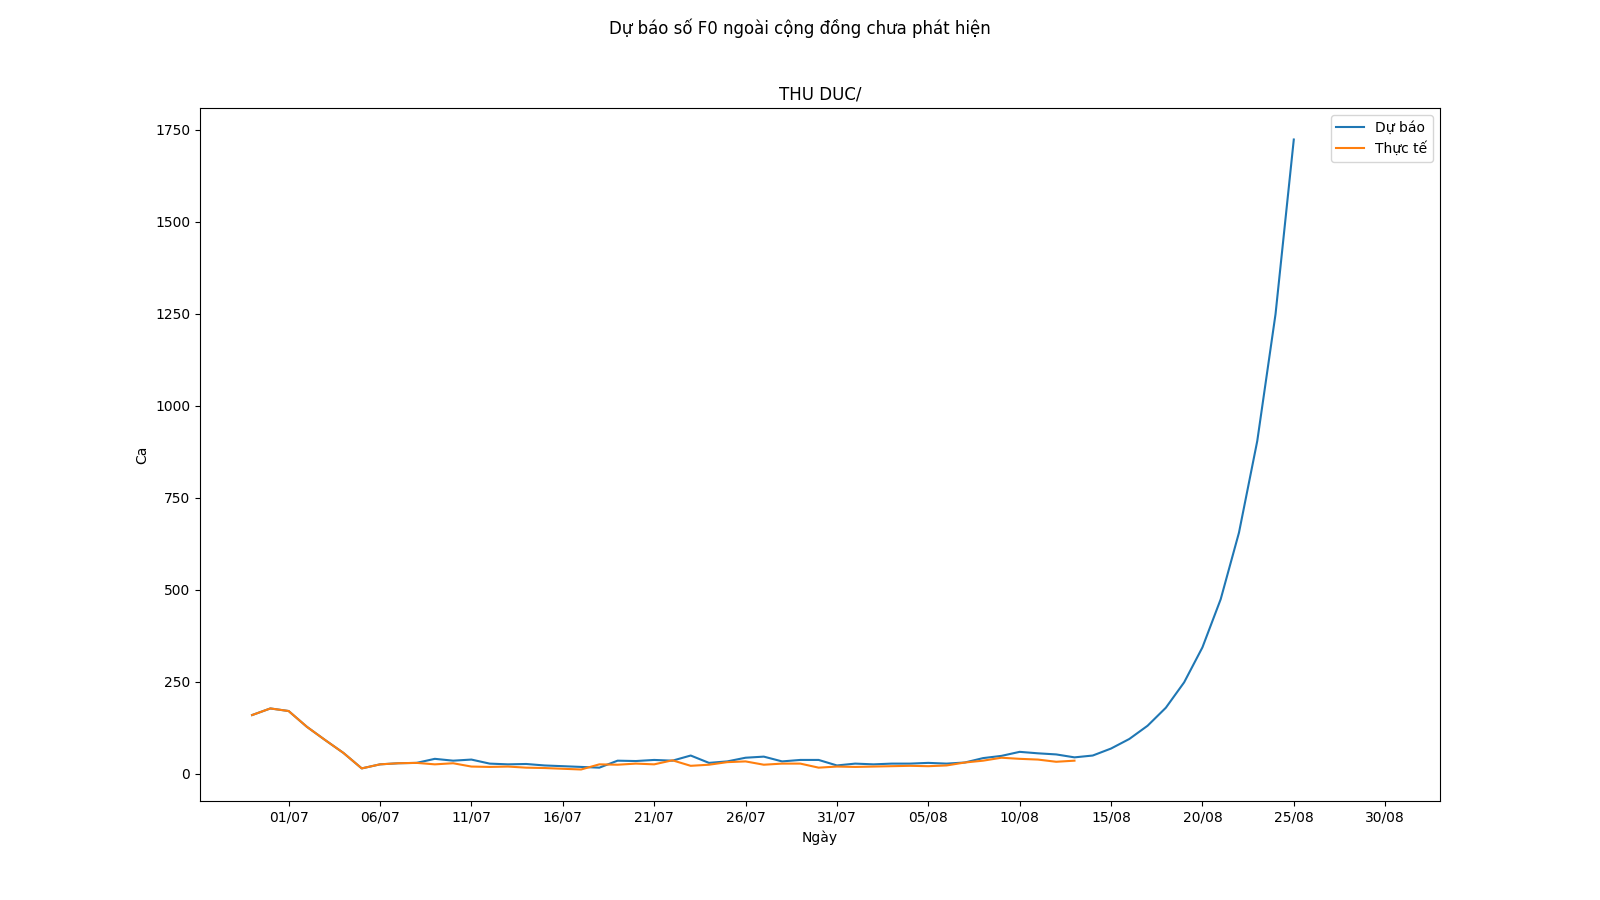 Dự báo số F0 ngoài cộng đồng chưa phát hiện
THU DUC/
Dự báo
Thực tế
1750
1500
1250
1000
750
500
250
0
Ca
01/07 06/07 11/07 16/07 21/07 26/07 31/07 05/08 10/08 15/08 20/08 25/08 30/08
Ngày